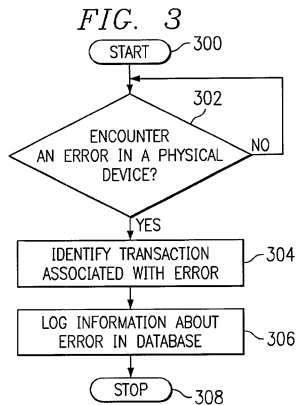 FIG. 3
START 300
302
ENCOUNTER
AN ERROR IN A PHYSICAL
DEVICE?
NO
YES
IDENTIFY TRANSACTION
ASSOCIATED WITH ERROR
304
LOG INFORMATION ABOUT
ERROR IN DATABASE
306
STOP
308